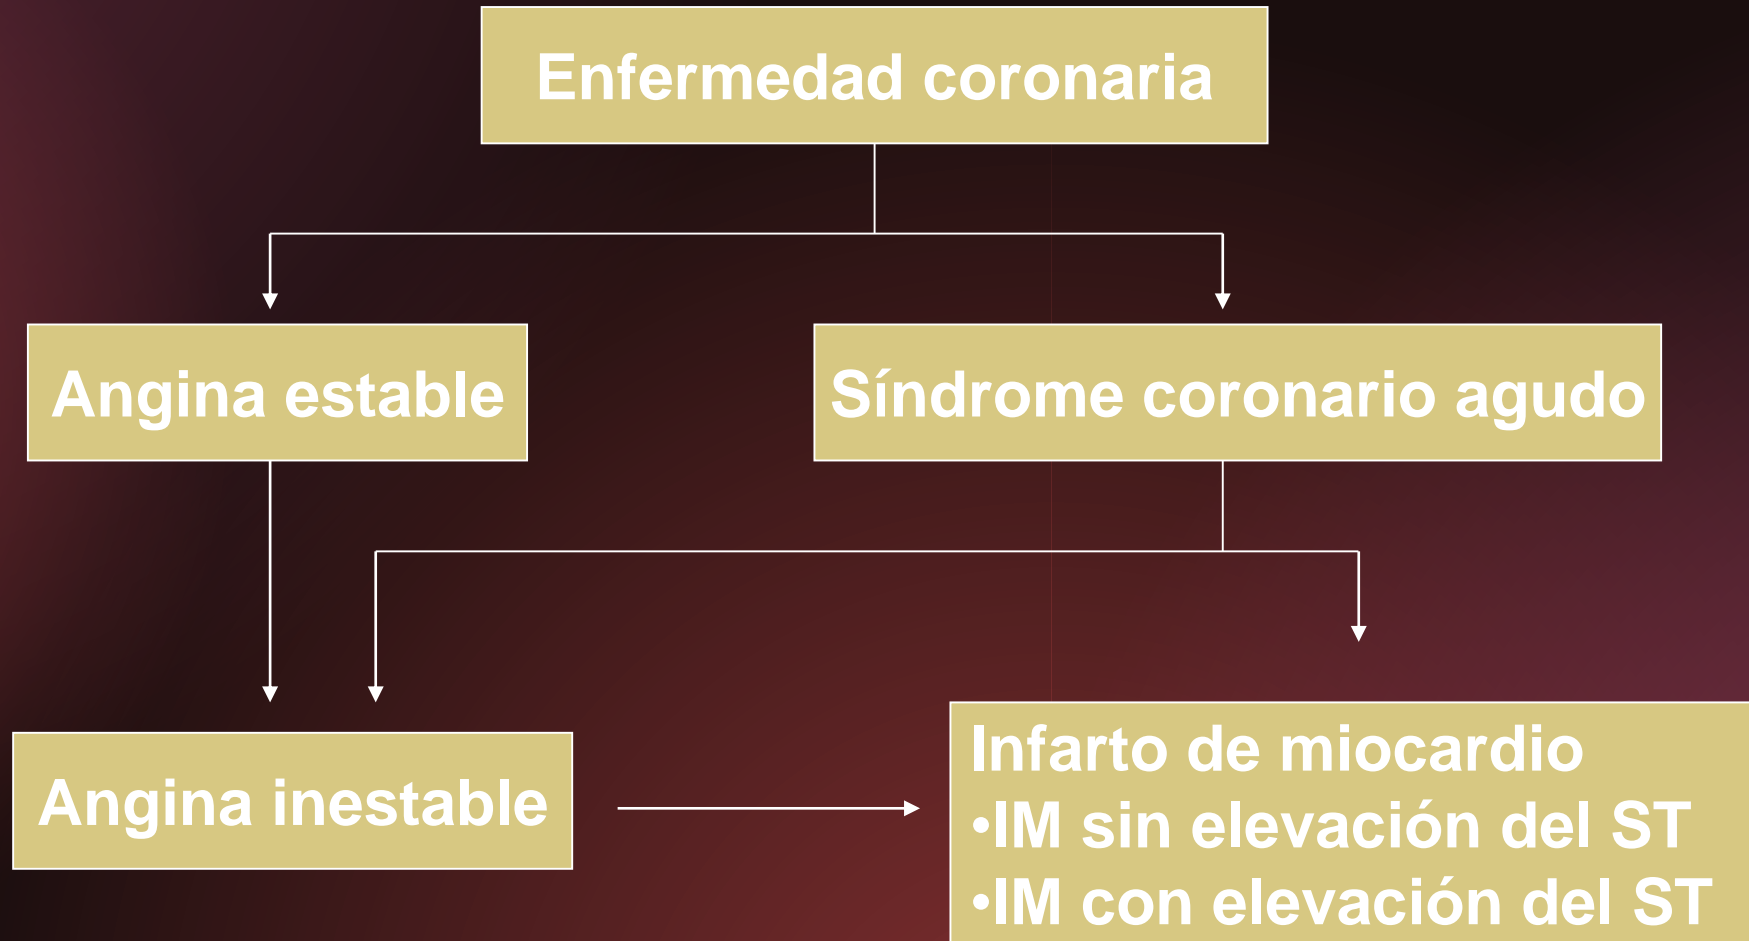 Enfermedad coronaria
Angina estable
Síndrome coronario agudo
Angina inestable
Infarto de miocardio
•IM sin elevación del ST
•IM con elevación del ST